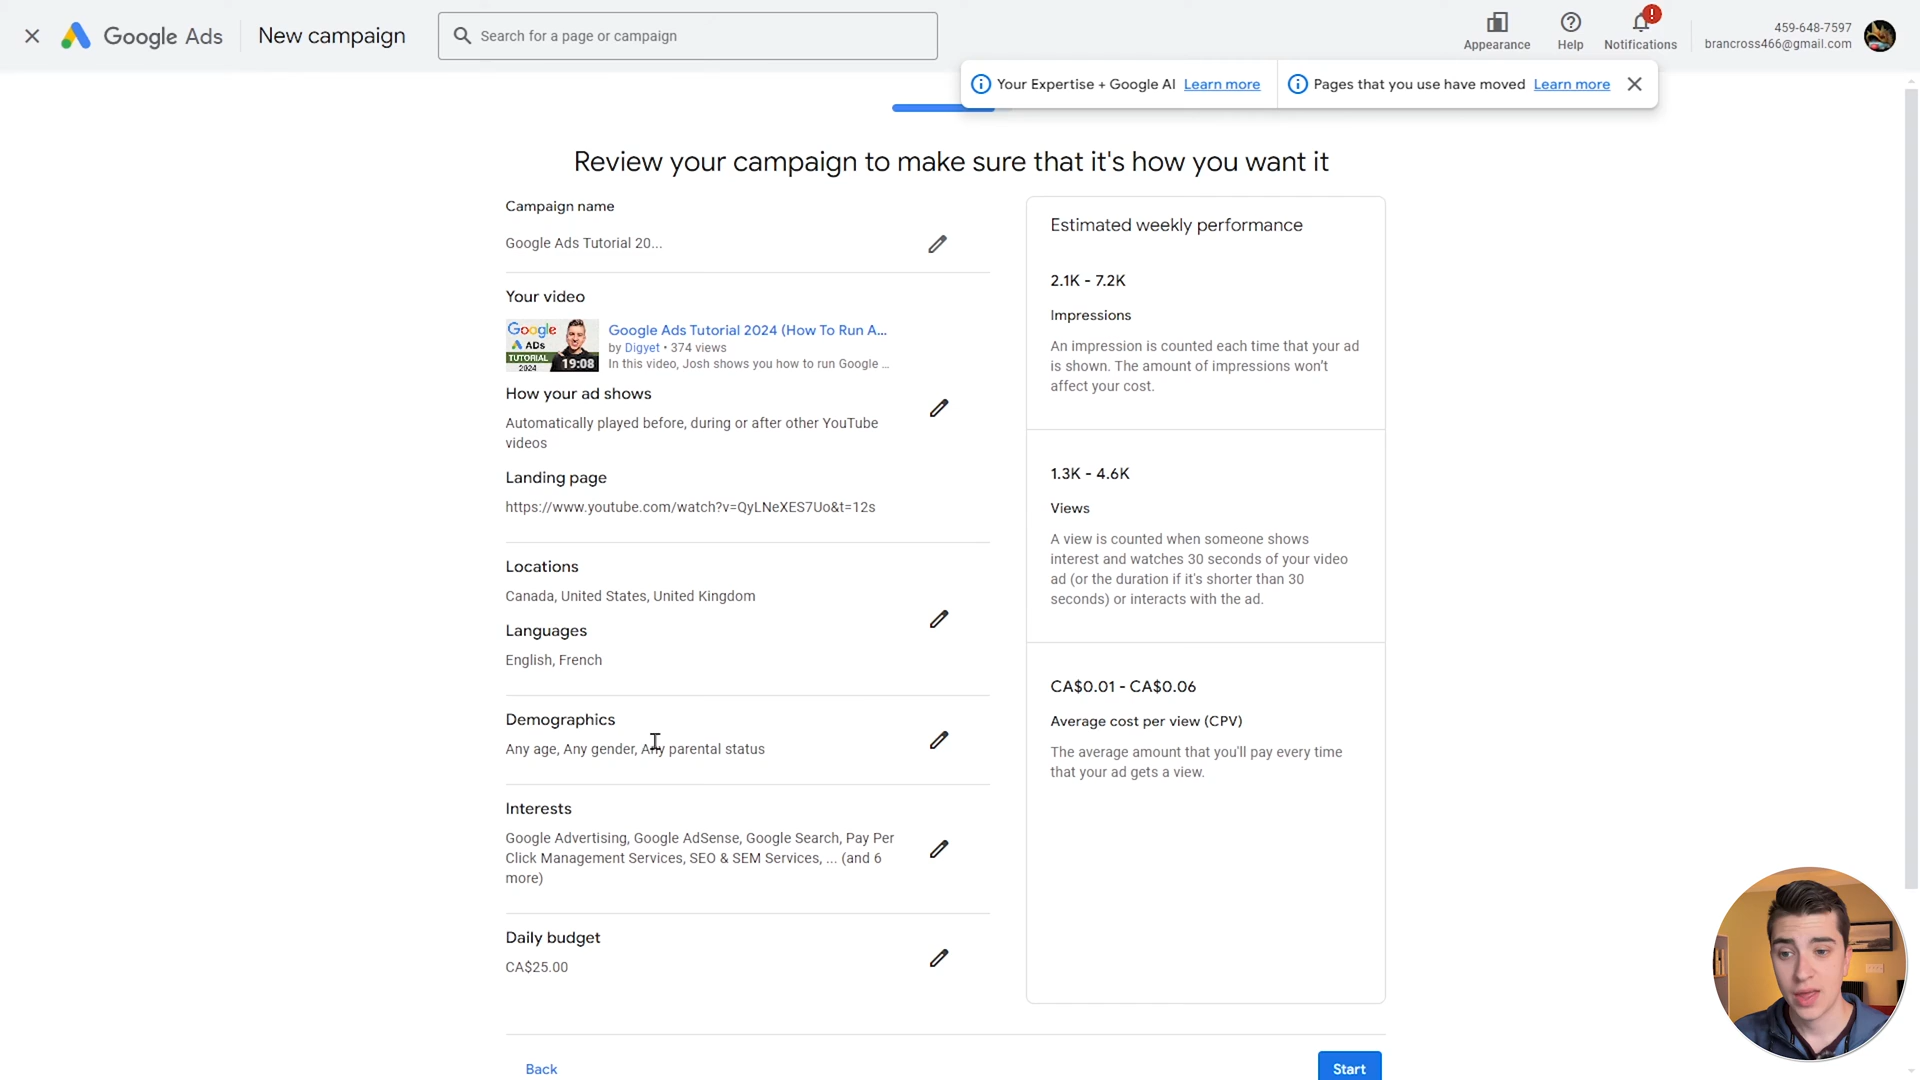 Google Ads
New campaign
Search for a page or campaign
Appearance
Help
Notifications
459-648-7597
brancross466@gmail.com
Your Expertise + Google AI Learn more
Pages that you use have moved Learn more
Review your campaign to make sure that it's how you want it
Campaign name
Google Ads Tutorial 20...
Your video
Google
ADs
TUTORIAL
2024
19:08
Google Ads Tutorial 2024 (How To Run A...
by Digyet • 374 views
In this video, Josh shows you how to run Google ...
How your ad shows
Automatically played before, during or after other YouTube
videos
Landing page
https://www.youtube.com/watch?v=QyLNeXES7Uo&t=12s
Locations
Canada, United States, United Kingdom
Languages
English, French
Demographics
Any age, Any gender, Any parental status
Interests
Google Advertising, Google AdSense, Google Search, Pay Per
Click Management Services, SEO & SEM Services, ... (and 6
more)
Daily budget
CA$25.00
Estimated weekly performance
2.1K - 7.2K
Impressions
An impression is counted each time that your ad
is shown. The amount of impressions won't
affect your cost.
1.3K - 4.6K
Views
A view is counted when someone shows
interest and watches 30 seconds of your video
ad (or the duration if it's shorter than 30
seconds) or interacts with the ad.
CA$0.01 - CA$0.06
Average cost per view (CPV)
The average amount that you'll pay every time
that your ad gets a view.
Back
Start